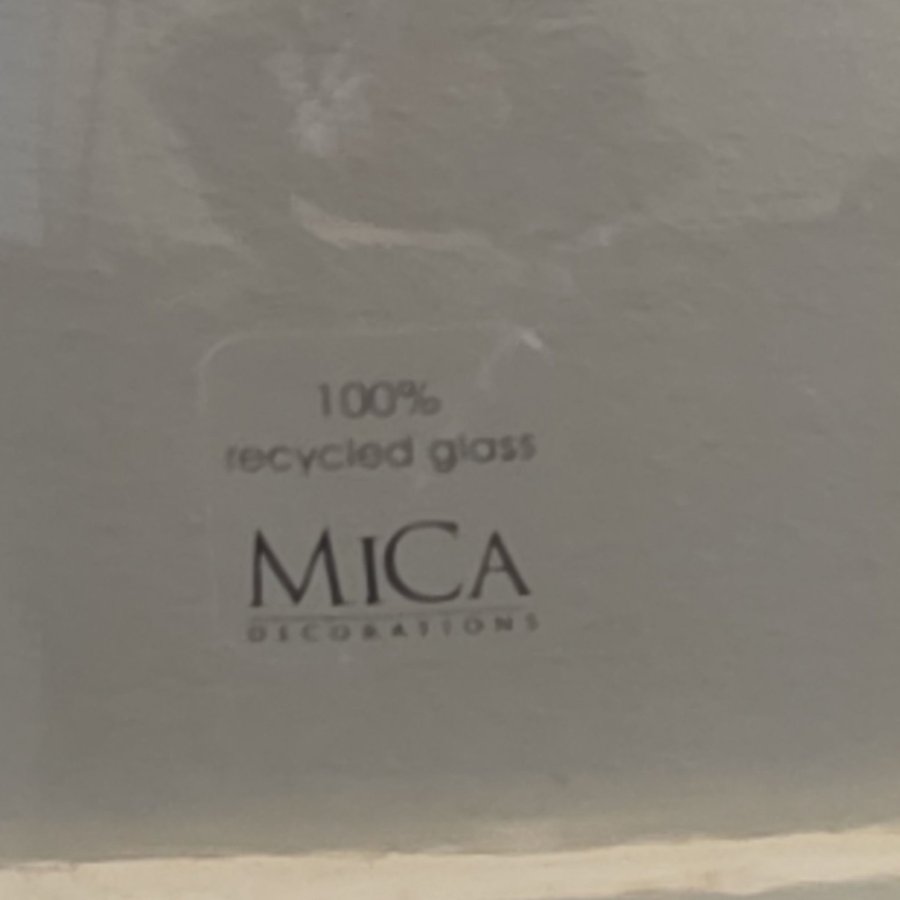 100%
recycled glass
MICA
DECORATIONS